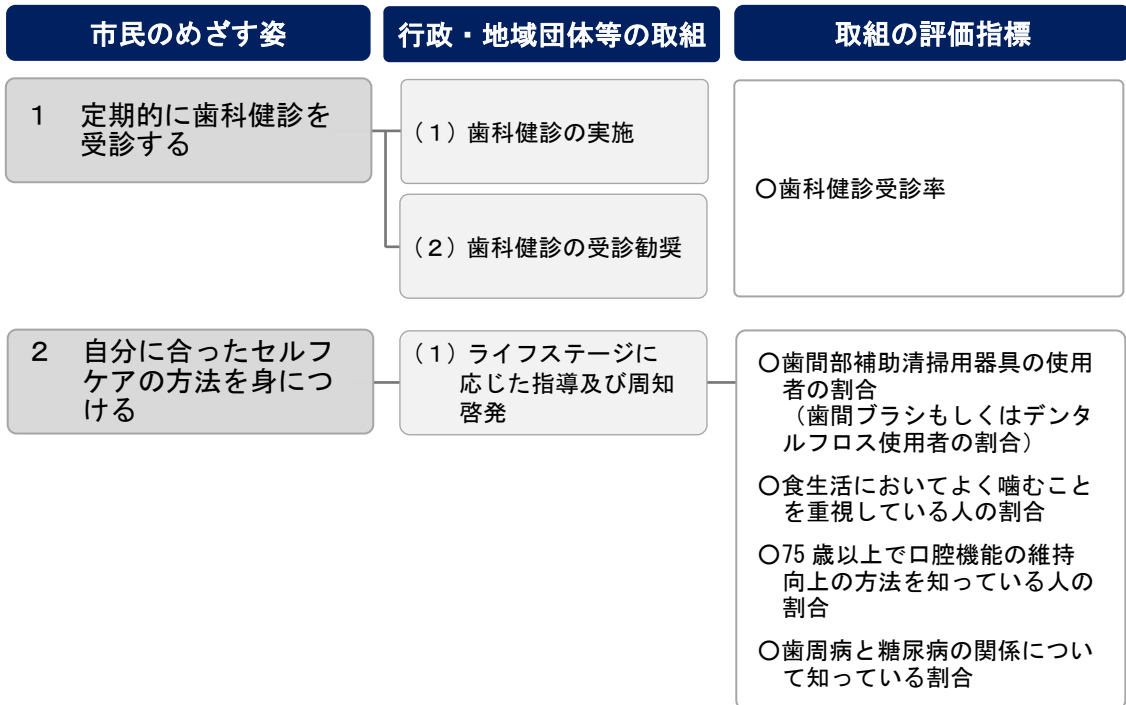 市民のめざす姿
行政・地域団体等の取組
取組の評価指標
1 定期的に歯科健診を
受診する
（1）歯科健診の実施
（2）歯科健診の受診勧奨
〇歯科健診受診率
2 自分に合ったセルフ
ケアの方法を身につ
ける
（1）ライフステージに
応じた指導及び周知
啓発
〇歯間部補助清掃用器具の使用
者の割合
（歯間ブラシもしくはデンタ
ルフロス使用者の割合）
〇食生活においてよく噛むこと
を重視している人の割合
〇75 歳以上で口腔機能の維持
向上の方法を知っている人の
割合
〇歯周病と糖尿病の関係につい
て知っている割合